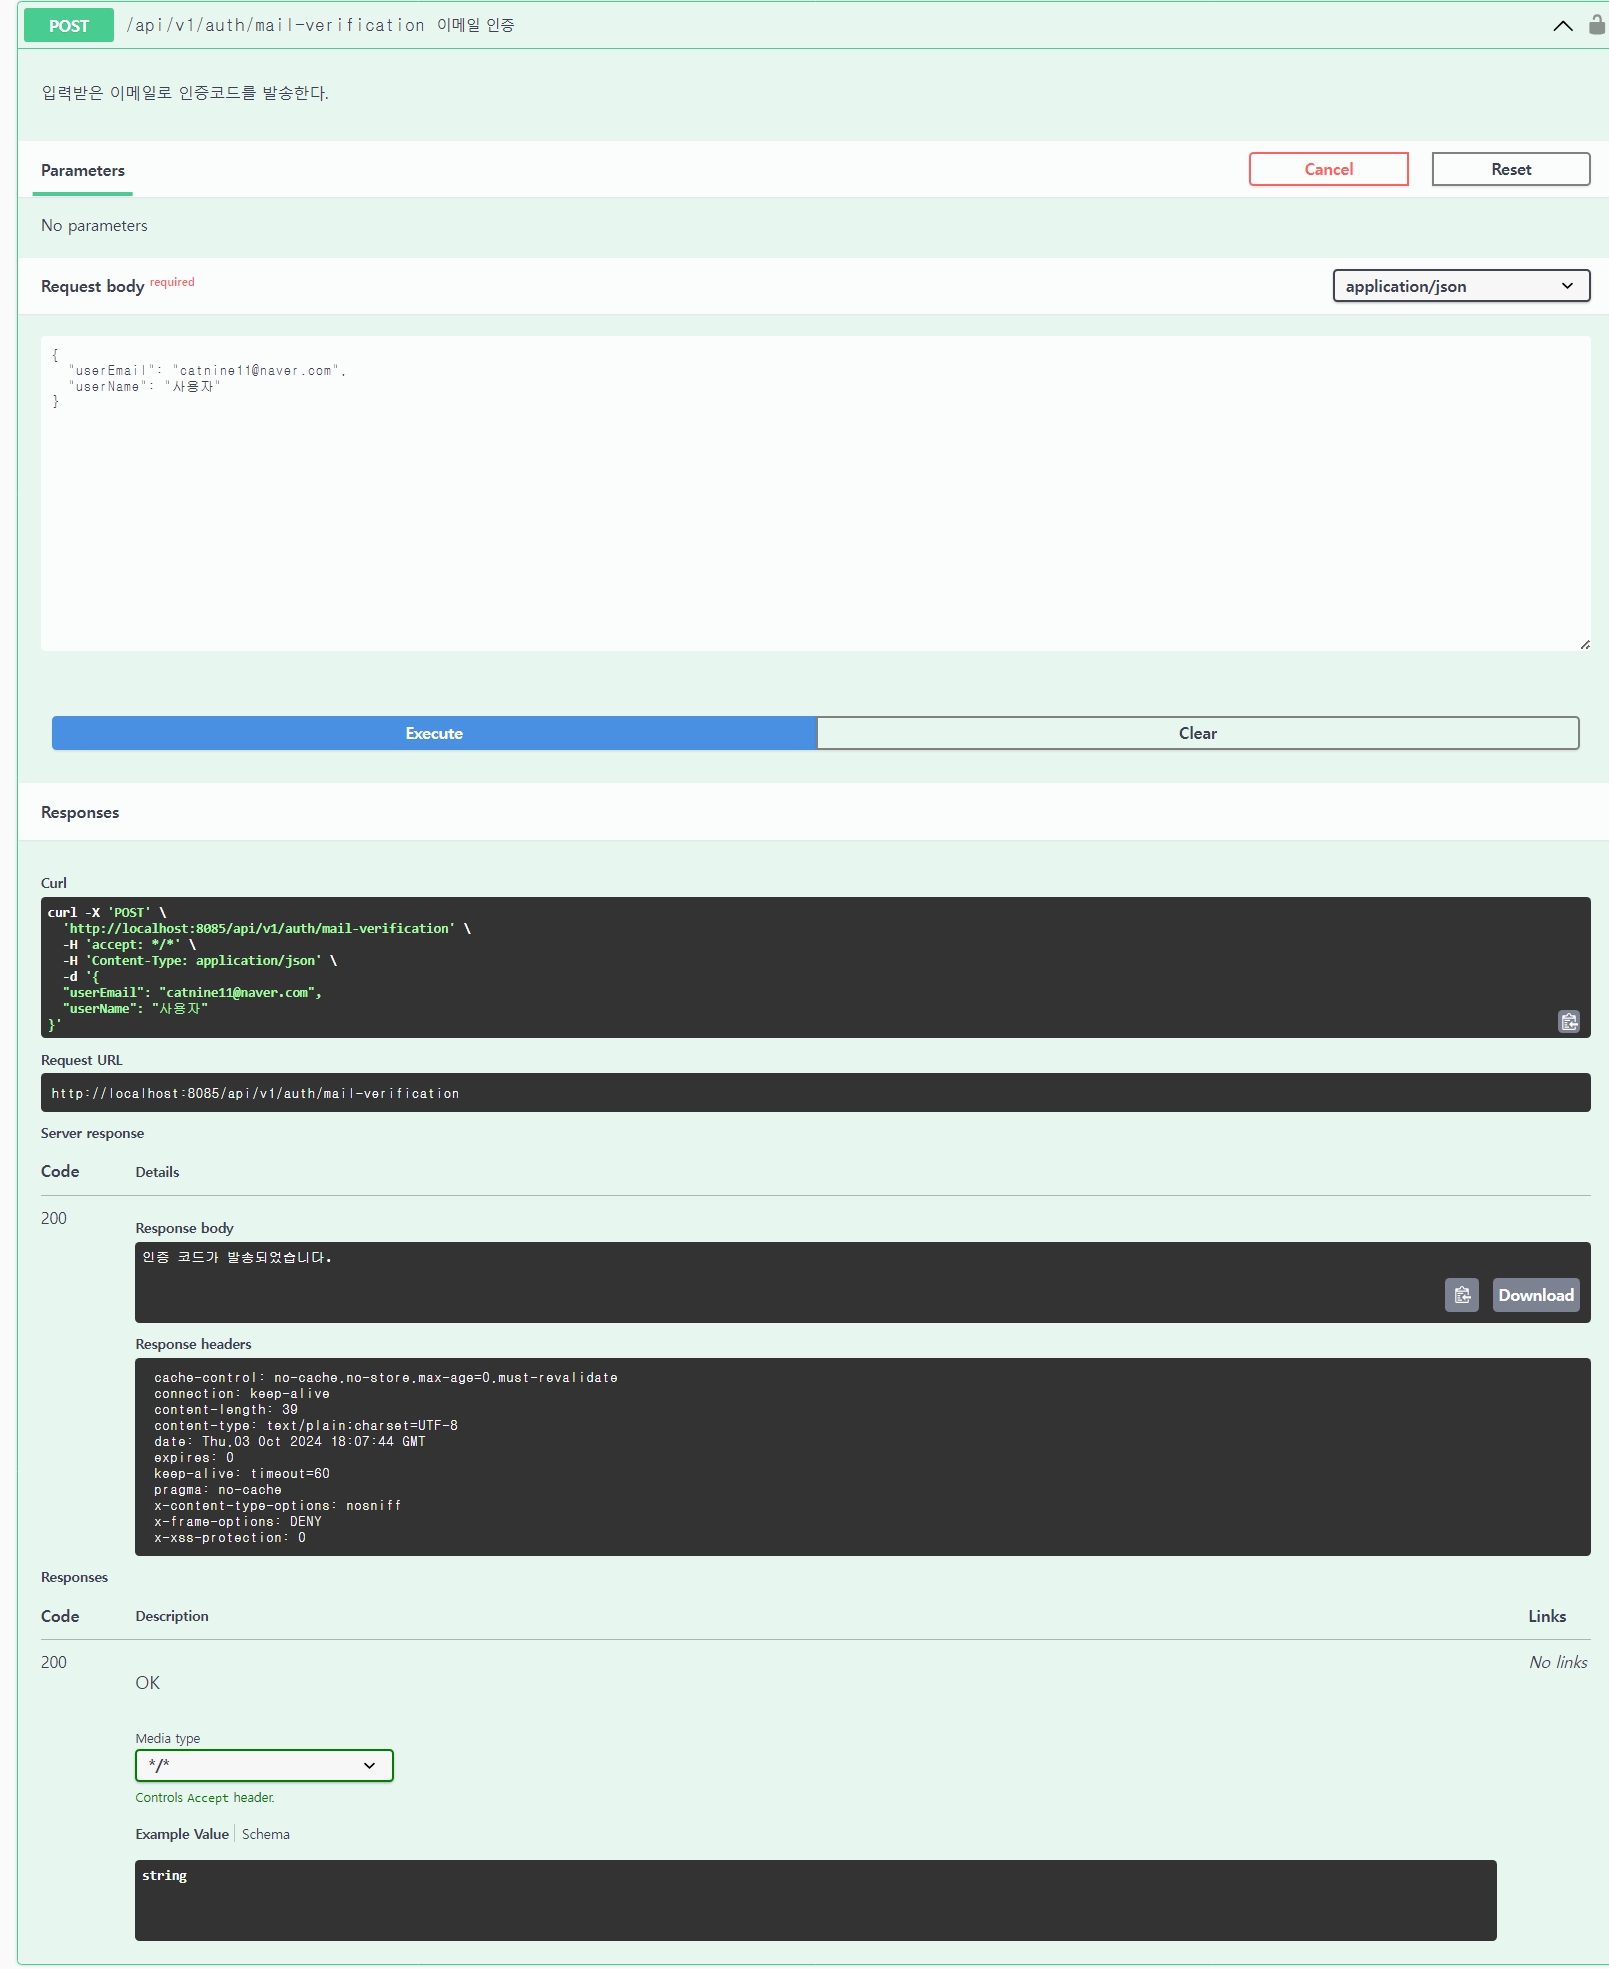 POST /api/v1/auth/mail-verification 이메일 인증
입력받은 이메일로 인증코드를 발송한다.
Parameters
Cancel
Reset
No parameters
Request body required
application/json
{
  "userEmail": "catnine11@naver.com",
  "userName": "사용자"
}
Execute
Clear
Responses
Curl
curl -X 'POST' \
  'http://localhost:8085/api/v1/auth/mail-verification' \
  -H 'accept: */*' \
  -H 'Content-Type: application/json' \
  -d '{
  "userEmail": "catnine11@naver.com",
  "userName": "사용자"
}'
Request URL
http://localhost:8085/api/v1/auth/mail-verification
Server response
Code Details
200
Response body
인증 코드가 발송되었습니다.
Download
Response headers
cache-control: no-cache,no-store,max-age=0,must-revalidate
connection: keep-alive
content-length: 39
content-type: text/plain;charset=UTF-8
date: Thu,03 Oct 2024 18:07:44 GMT
expires: 0
keep-alive: timeout=60
pragma: no-cache
x-content-type-options: nosniff
x-frame-options: DENY
x-xss-protection: 0
Responses
Code Description Links
200
OK
No links
Media type
*/*
Controls Accept header.
Example Value Schema
string